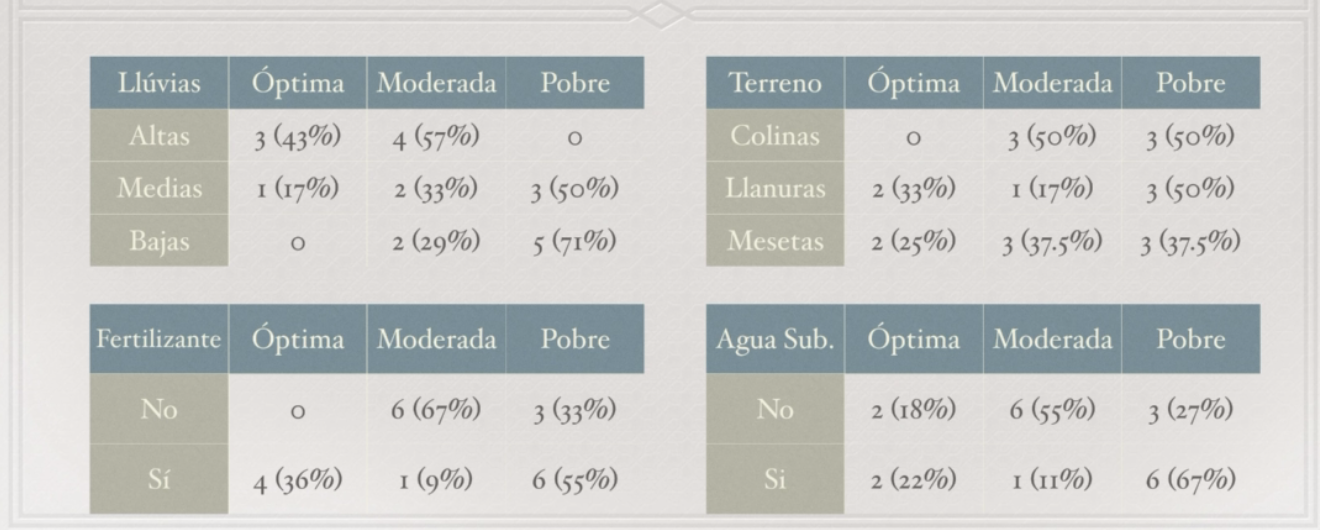 Llúvias Óptima Moderada Pobre
Altas 3 (43%) 4 (57%) 0
Medias 1 (17%) 2 (33%) 3 (50%)
Bajas 0 2 (29%) 5 (71%)
Terreno Óptima Moderada Pobre
Colinas 0 3 (50%) 3 (50%)
Llanuras 2 (33%) 1 (17%) 3 (50%)
Mesetas 2 (25%) 3 (37.5%) 3 (37.5%)
Fertilizante Óptima Moderada Pobre
No 0 6 (67%) 3 (33%)
Sí 4 (36%) 1 (9%) 6 (55%)
Agua Sub. Óptima Moderada Pobre
No 2 (18%) 6 (55%) 3 (27%)
Si 2 (22%) 1 (11%) 6 (67%)